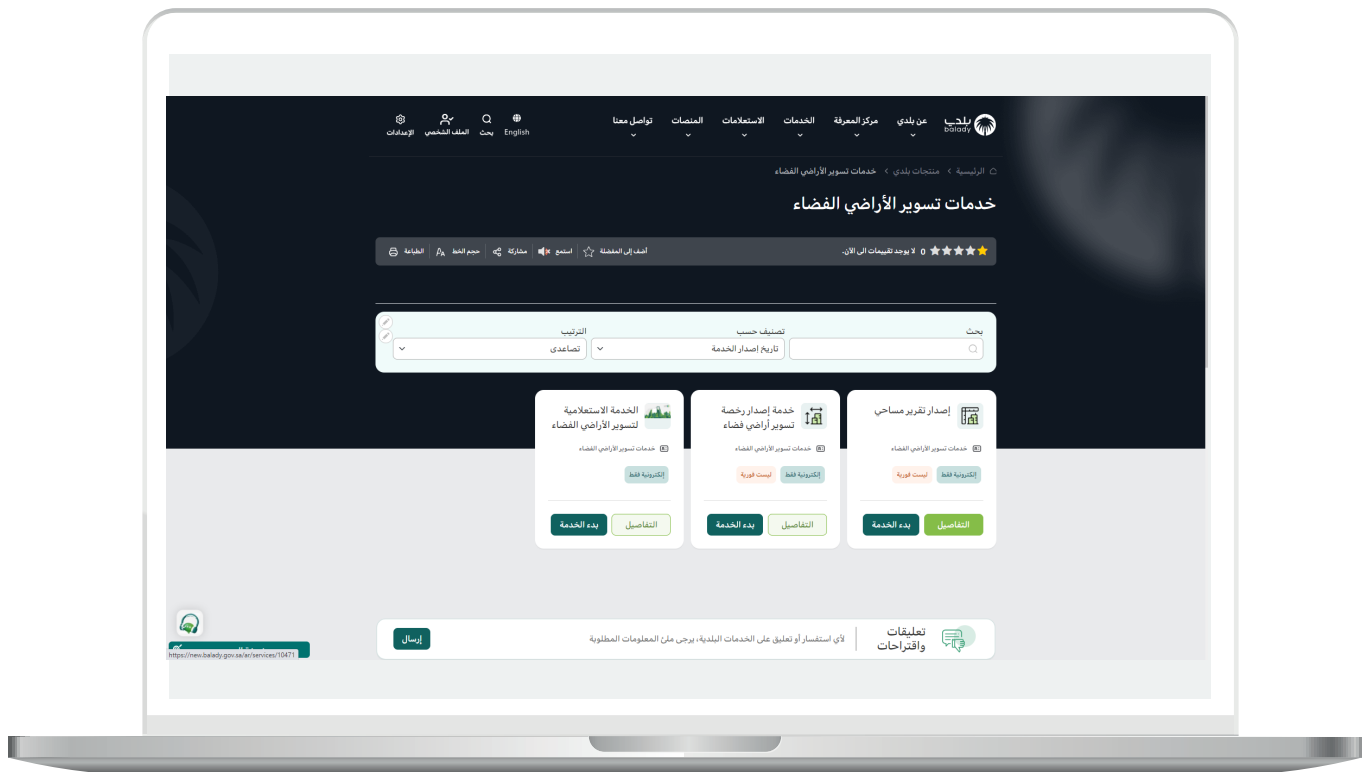 بلدي
balady
عن بلدي
مركز المعرفة
الخدمات
الاستعلامات
المنصات
تواصل معنا
English
بحث
الملف الشخصي
الإعدادات
الرئيسية
منتجات بلدي
خدمات تسوير الأراضي الفضاء
خدمات تسوير الأراضي الفضاء
0 لا يوجد تقييمات الى الآن.
أضف إلى المفضلة
استمع
مشاركة
حجم الخط
الطباعة
بحث
تصنيف حسب
تاريخ إصدار الخدمة
الترتيب
تصاعدى
إصدار تقرير مساحي
خدمات تسوير الأراضي الفضاء
إلكترونية فقط
ليست فورية
التفاصيل
بدء الخدمة
خدمة إصدار رخصة
تسوير أراضي فضاء
خدمات تسوير الأراضي الفضاء
إلكترونية فقط
ليست فورية
التفاصيل
بدء الخدمة
الخدمة الاستعلامية
لتسوير الأراضي الفضاء
خدمات تسوير الأراضي الفضاء
إلكترونية فقط
التفاصيل
بدء الخدمة
تعليقات
واقتراحات
لأي استفسار أو تعليق على الخدمات البلدية، يرجى ملئ المعلومات المطلوبة
إرسال
https://new.balady.gov.sa/ar/services/10471